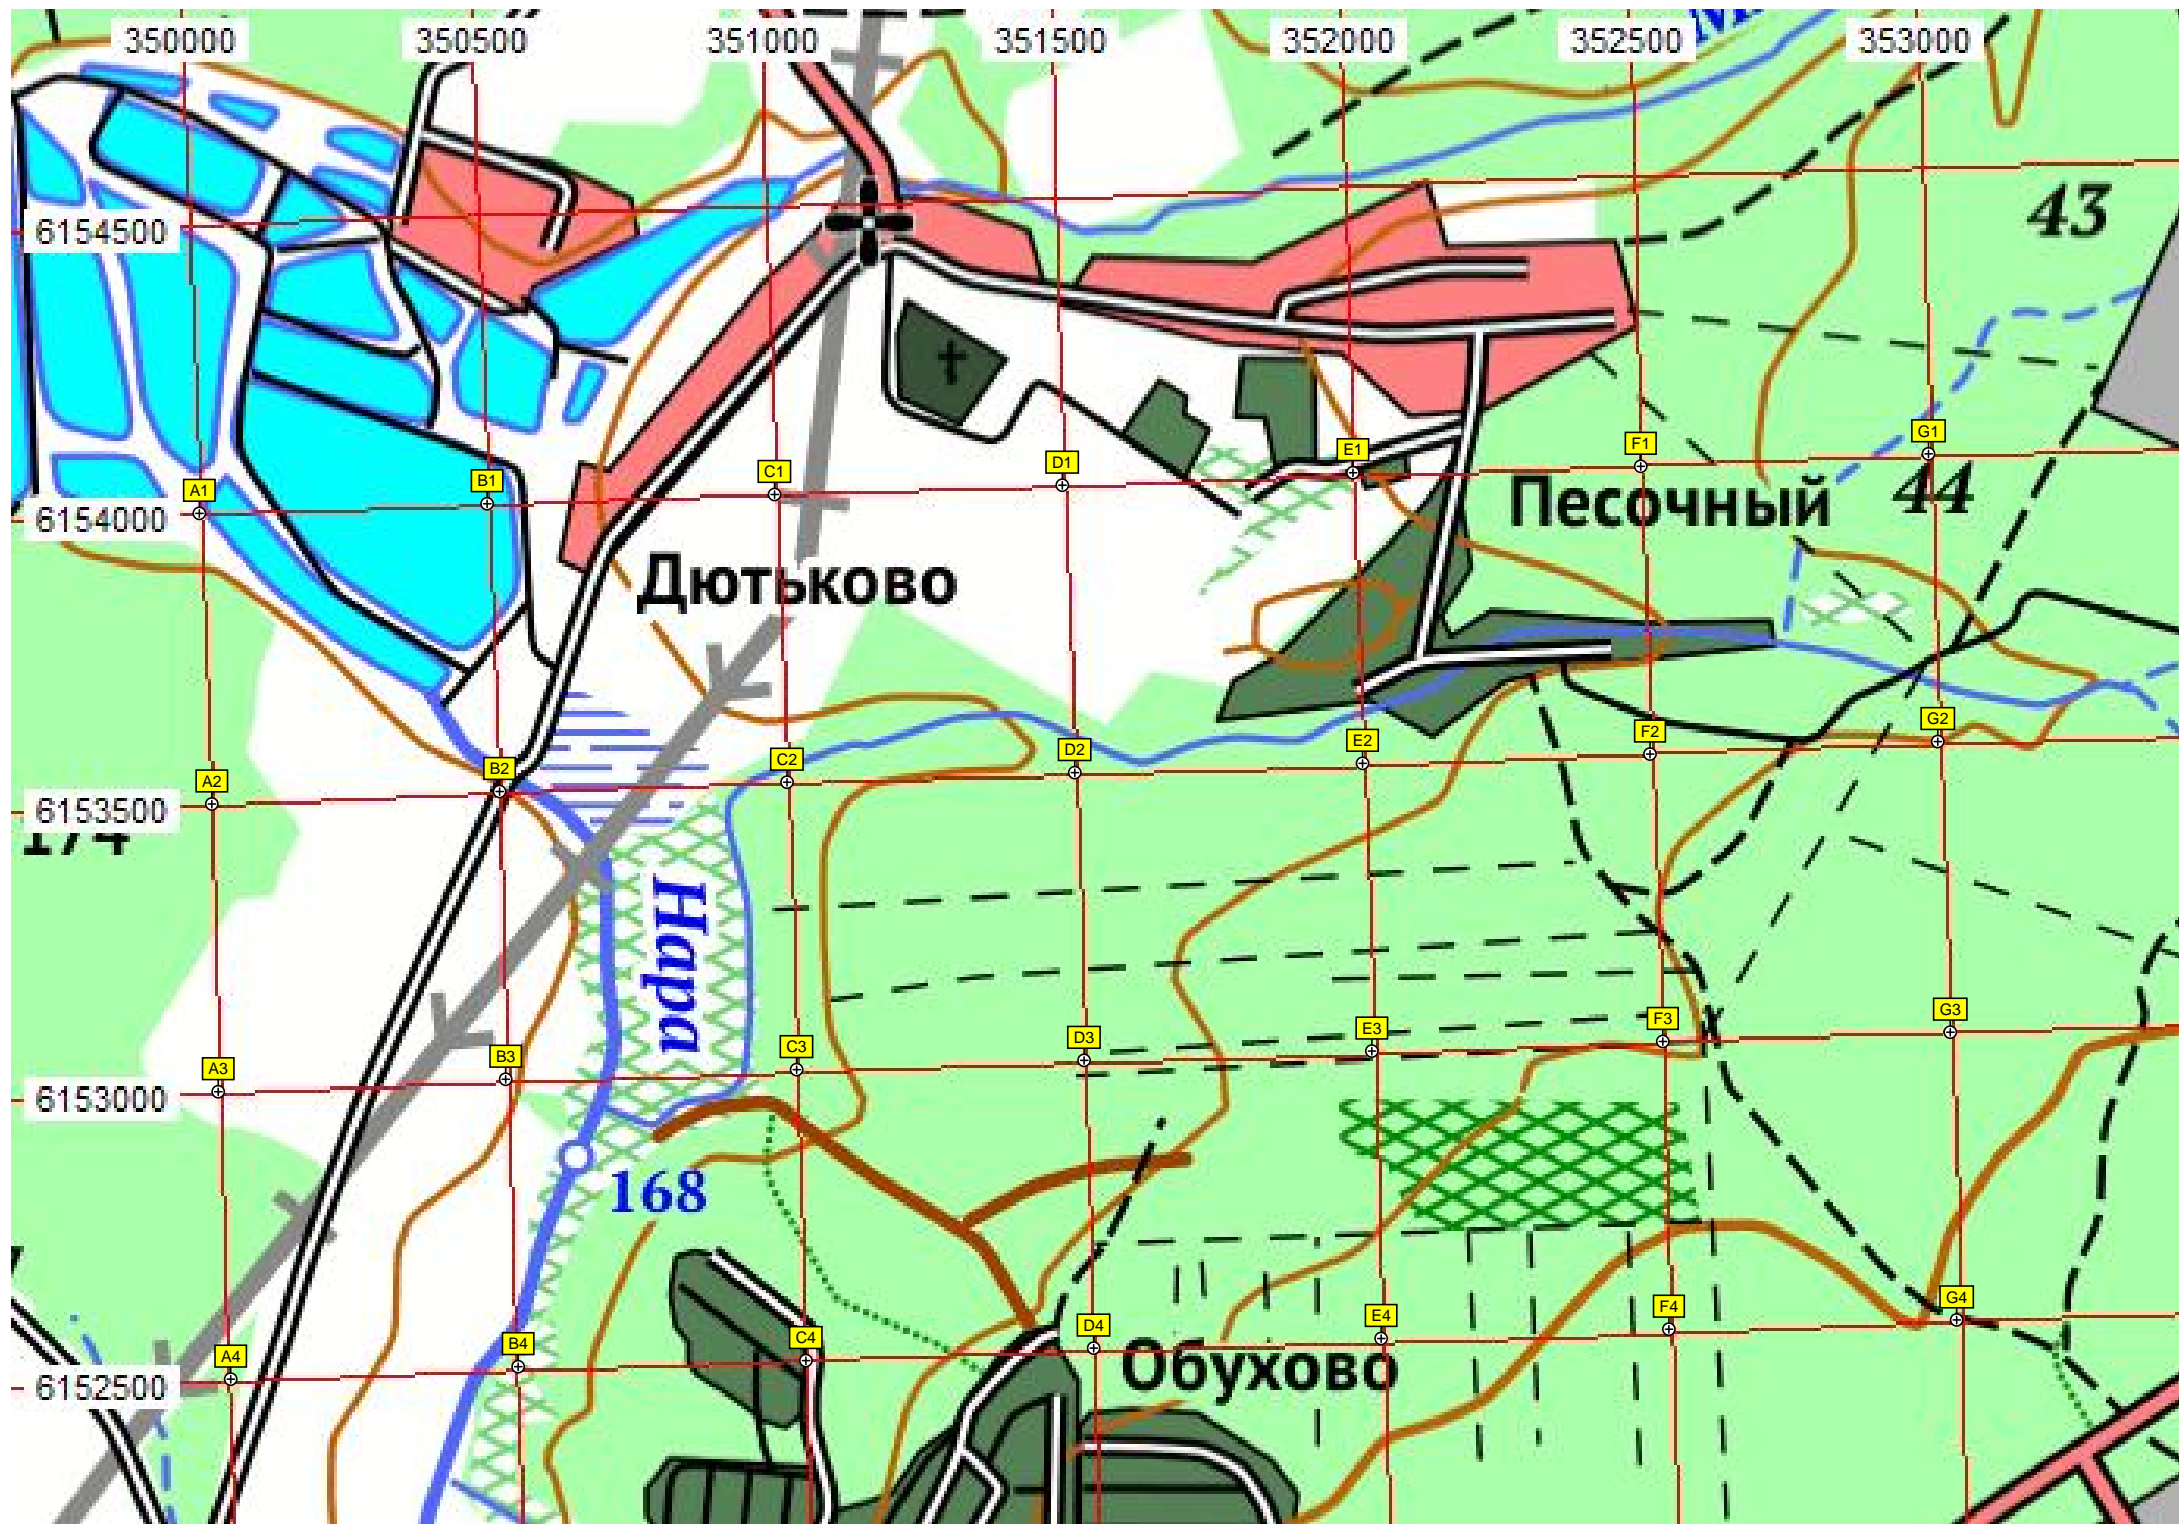 350000 350500 351000 351500 352000 352500 353000
43
6154500
E1 F1 G1
A1 B1 C1 D1
Песочный 44
6154000
Дютьково
A2 B2 C2 D2 E2 F2 G2
6153500
174
Нара
A3 B3 C3 D3 E3 F3 G3
6153000
168
A4 B4 C4 D4 E4 F4 G4
Обухово
6152500